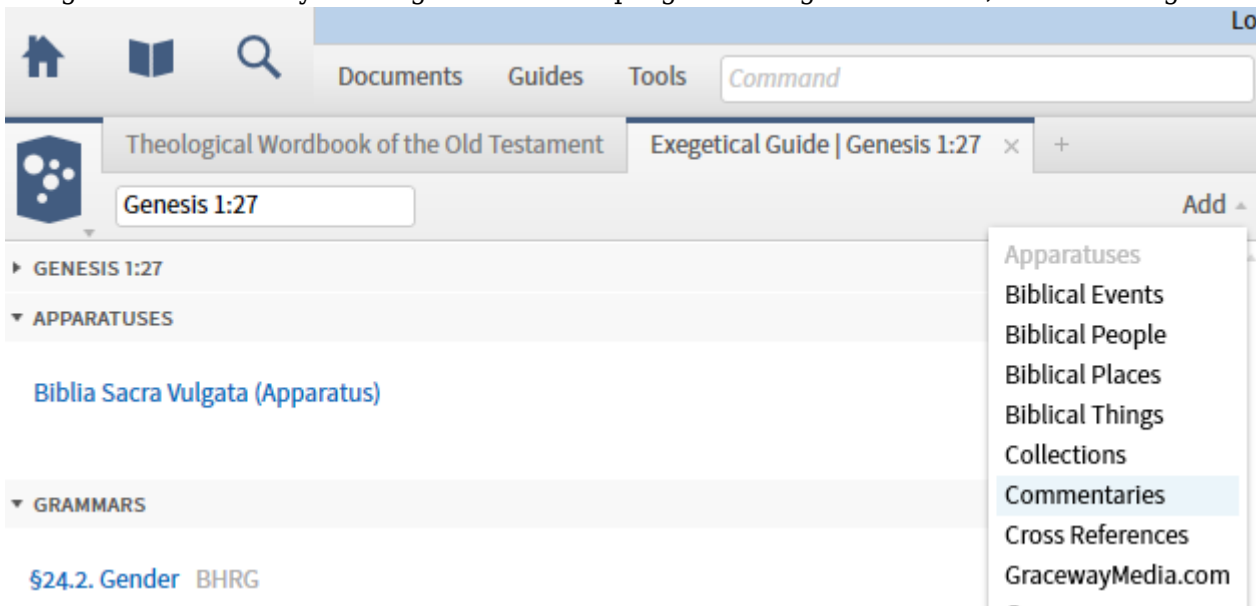 Lo
Documents Guides Tools Command
Theological Wordbook of the Old Testament Exegetical Guide | Genesis 1:27 × +
Genesis 1:27 Add
GENESIS 1:27
APPARATUSES
Biblia Sacra Vulgata (Apparatus)
GRAMMARS
§24.2. Gender BHRG
Apparatuses
Biblical Events
Biblical People
Biblical Places
Biblical Things
Collections
Commentaries
Cross References
GracewayMedia.com